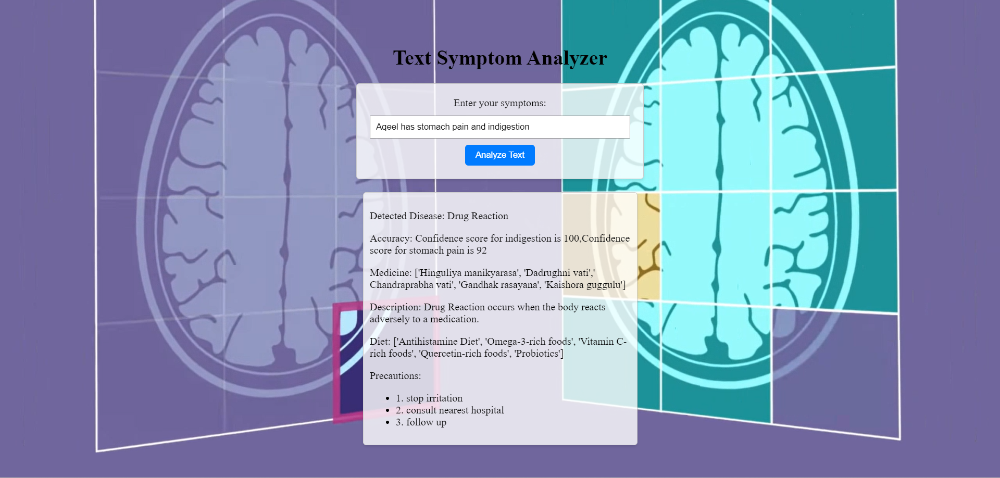 Text Symptom Analyzer
Enter your symptoms:
Aqeel has stomach pain and indigestion
Analyze Text
Detected Disease: Drug Reaction
Accuracy: Confidence score for indigestion is 100,Confidence
score for stomach pain is 92
Medicine: ['Hinguliya manikyarasa', 'Dadrughni vati','
Chandraprabha vati', 'Gandhak rasayana', 'Kaishora guggulu']
Description: Drug Reaction occurs when the body reacts
adversely to a medication.
Diet: ['Antihistamine Diet', 'Omega-3-rich foods', 'Vitamin C-
rich foods', 'Quercetin-rich foods', 'Probiotics']
Precautions:
• 1. stop irritation
• 2. consult nearest hospital
• 3. follow up